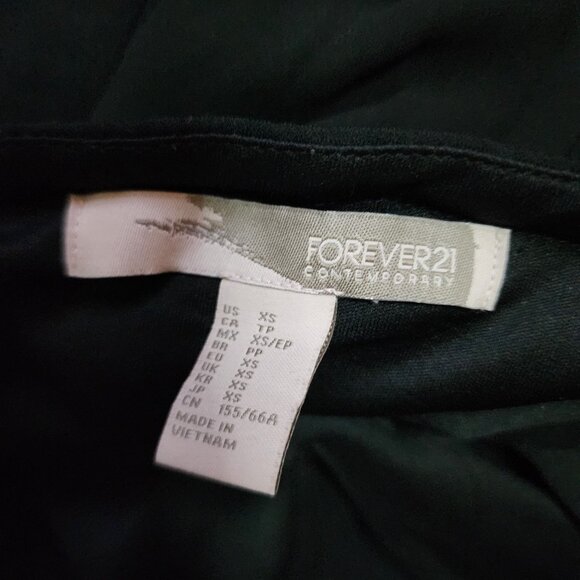 FOREVER21
CONTEMPORARY
US XS
CA TP
MX XS/EP
BR PP
EU XS
UK XS
KR XS
JP XS
CN 155/66A
MADE IN
VIETNAM